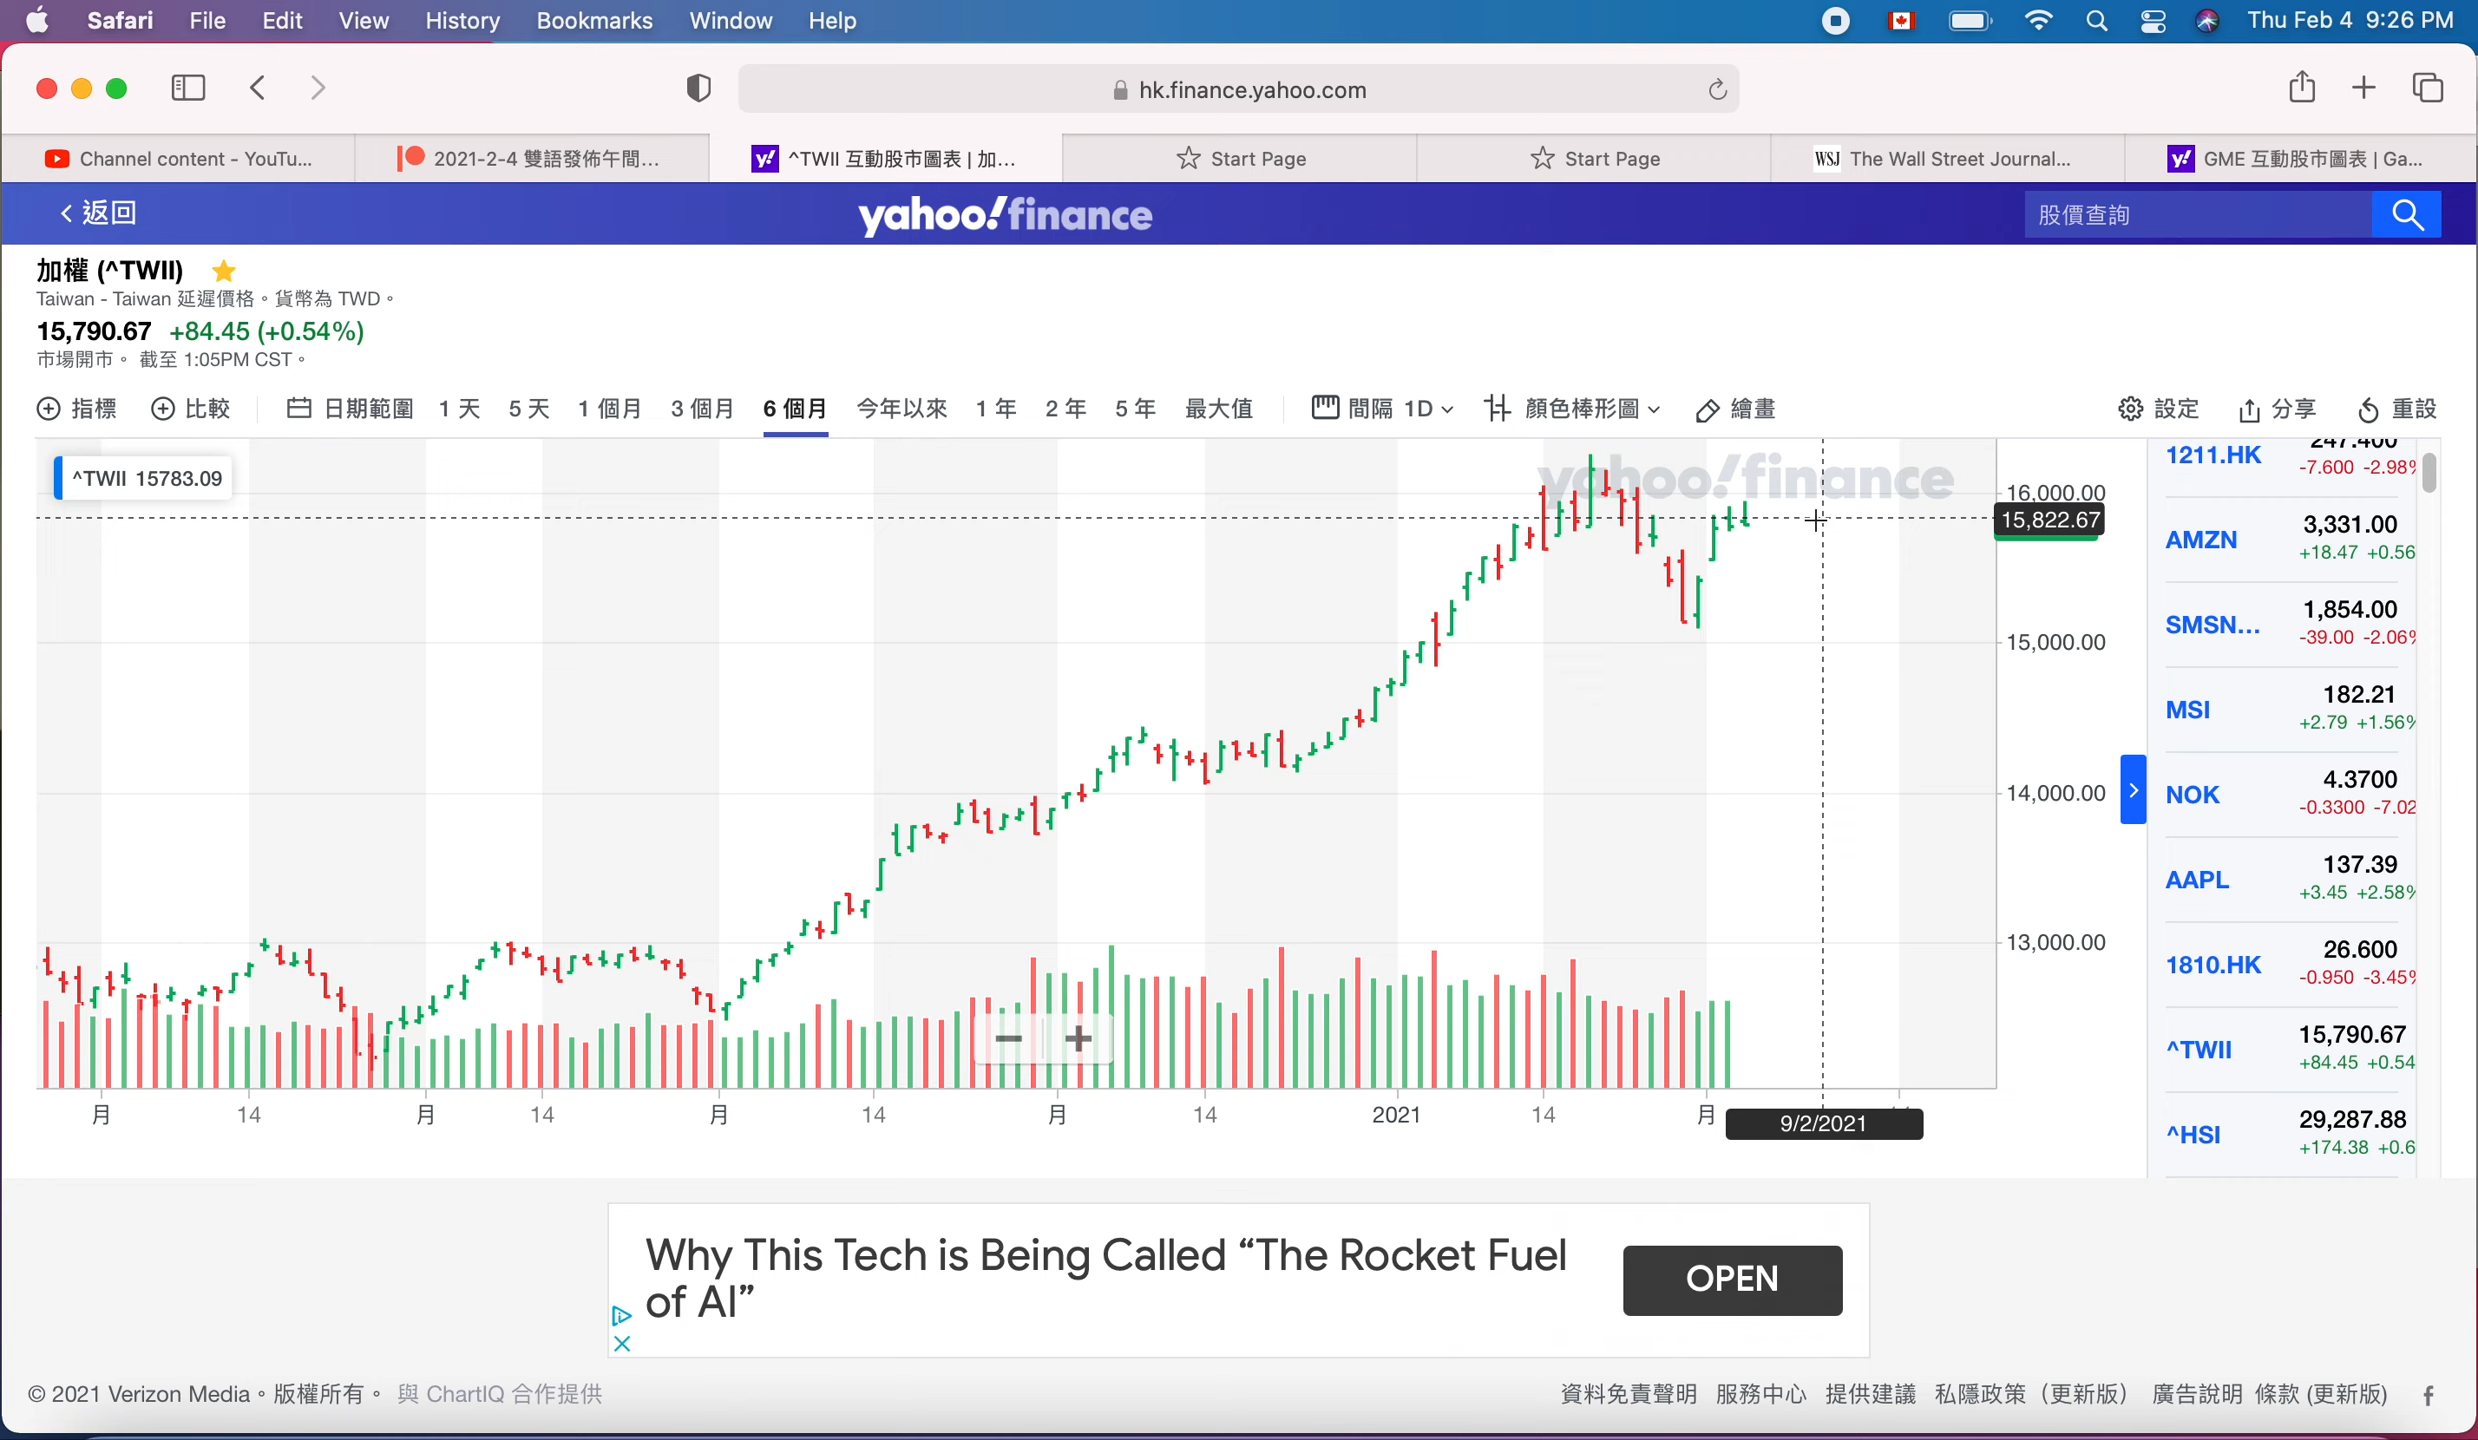 Safari File Edit View History Bookmarks Window Help Thu Feb 4 9:26 PM
hk.finance.yahoo.com
Channel content - YouTu... 2021-2-4 雙語發佈午間... ^TWII 互動股市圖表 | 加... Start Page Start Page WSJ The Wall Street Journal... y! GME 互動股市圖表 | Ga...
返回 yahoo!finance 股價查詢
加權 (^TWII)
Taiwan - Taiwan 延遲價格。貨幣為 TWD。
15,790.67 +84.45 (+0.54%)
市場開市。 截至 1:05PM CST。
指標 比較 日期範圍 1 天 5 天 1 個月 3 個月 6 個月 今年以來 1 年 2 年 5 年 最大值 間隔 1D 顏色棒形圖 繪畫 設定 分享 重設
^TWII 15783.09
yahoo!finance
16,000.00
15,822.67
15,000.00
14,000.00
13,000.00
月 14 月 14 月 14 月 14 2021 14 月 9/2/2021
1211.HK 247.400
-7.600 -2.98%
AMZN 3,331.00
+18.47 +0.56
SMSN... 1,854.00
-39.00 -2.06%
MSI 182.21
+2.79 +1.56%
NOK 4.3700
-0.3300 -7.02
AAPL 137.39
+3.45 +2.58%
1810.HK 26.600
-0.950 -3.45%
^TWII 15,790.67
+84.45 +0.54
^HSI 29,287.88
+174.38 +0.6
Why This Tech is Being Called “The Rocket Fuel
of AI”
OPEN
© 2021 Verizon Media。版權所有。 與 ChartIQ 合作提供 資料免責聲明 服務中心 提供建議 私隱政策（更新版） 廣告說明 條款 (更新版)